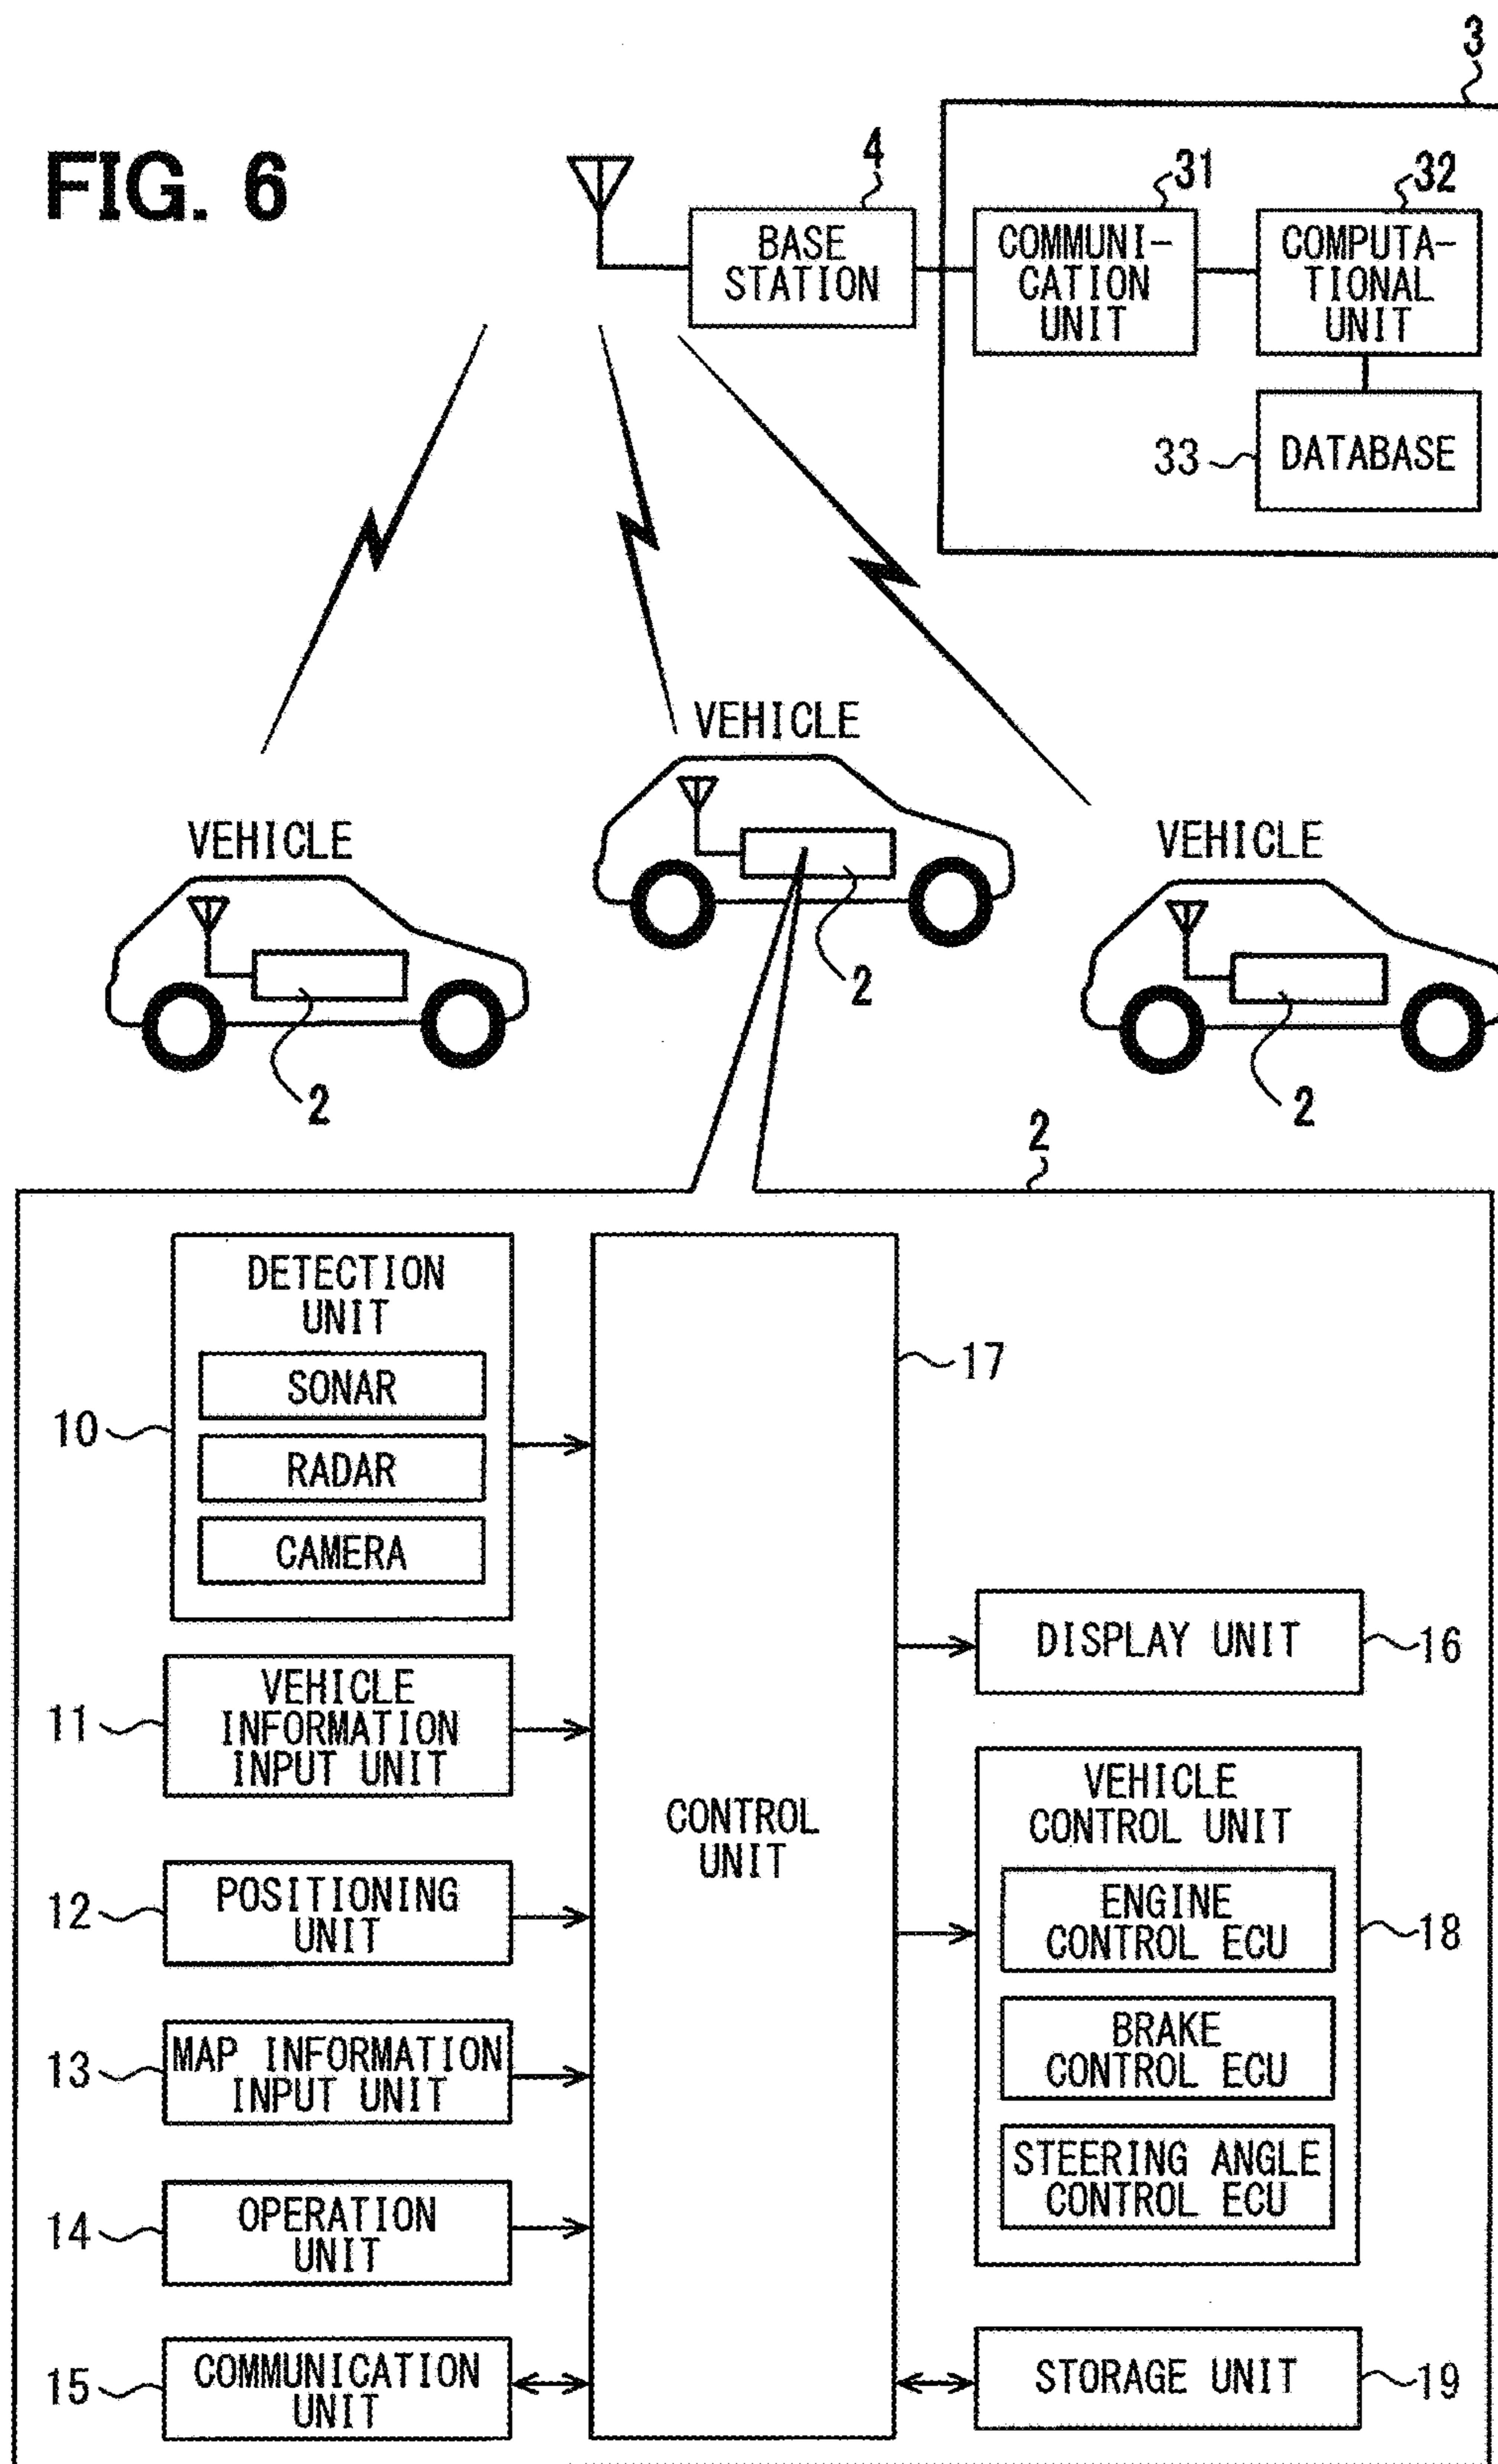 FIG. 6
3
4
31
32
BASE
STATION
COMMUNI-
CATION
UNIT
COMPUTA-
TIONAL
UNIT
33
DATABASE
VEHICLE
VEHICLE
VEHICLE
2
2
2
2
DETECTION
UNIT
SONAR
RADAR
CAMERA
10
17
VEHICLE
INFORMATION
INPUT UNIT
11
POSITIONING
UNIT
12
MAP INFORMATION
INPUT UNIT
13
OPERATION
UNIT
14
COMMUNICATION
UNIT
15
CONTROL
UNIT
DISPLAY UNIT
16
VEHICLE
CONTROL UNIT
ENGINE
CONTROL ECU
BRAKE
CONTROL ECU
STEERING ANGLE
CONTROL ECU
18
STORAGE UNIT
19